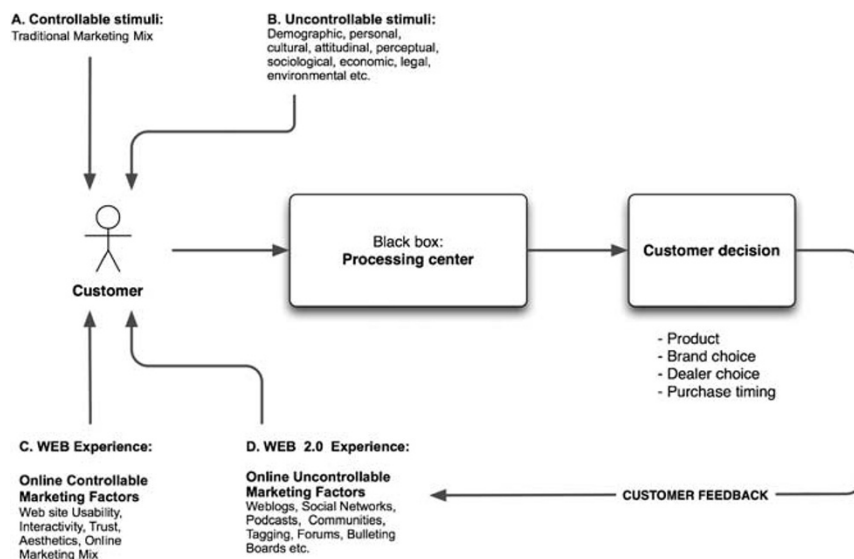 A. Controllable stimuli:
Traditional Marketing Mix
B. Uncontrollable stimuli:
Demographic, personal,
cultural, attitudinal, perceptual,
sociological, economic, legal,
environmental etc.
Customer
Black box:
Processing center
Customer decision
- Product
- Brand choice
- Dealer choice
- Purchase timing
C. WEB Experience:
Online Controllable
Marketing Factors
Web site Usability,
Interactivity, Trust,
Aesthetics, Online
Marketing Mix
D. WEB 2.0 Experience:
Online Uncontrollable
Marketing Factors
Weblogs, Social Networks,
Podcasts, Communities,
Tagging, Forums, Bulleting
Boards etc.
CUSTOMER FEEDBACK